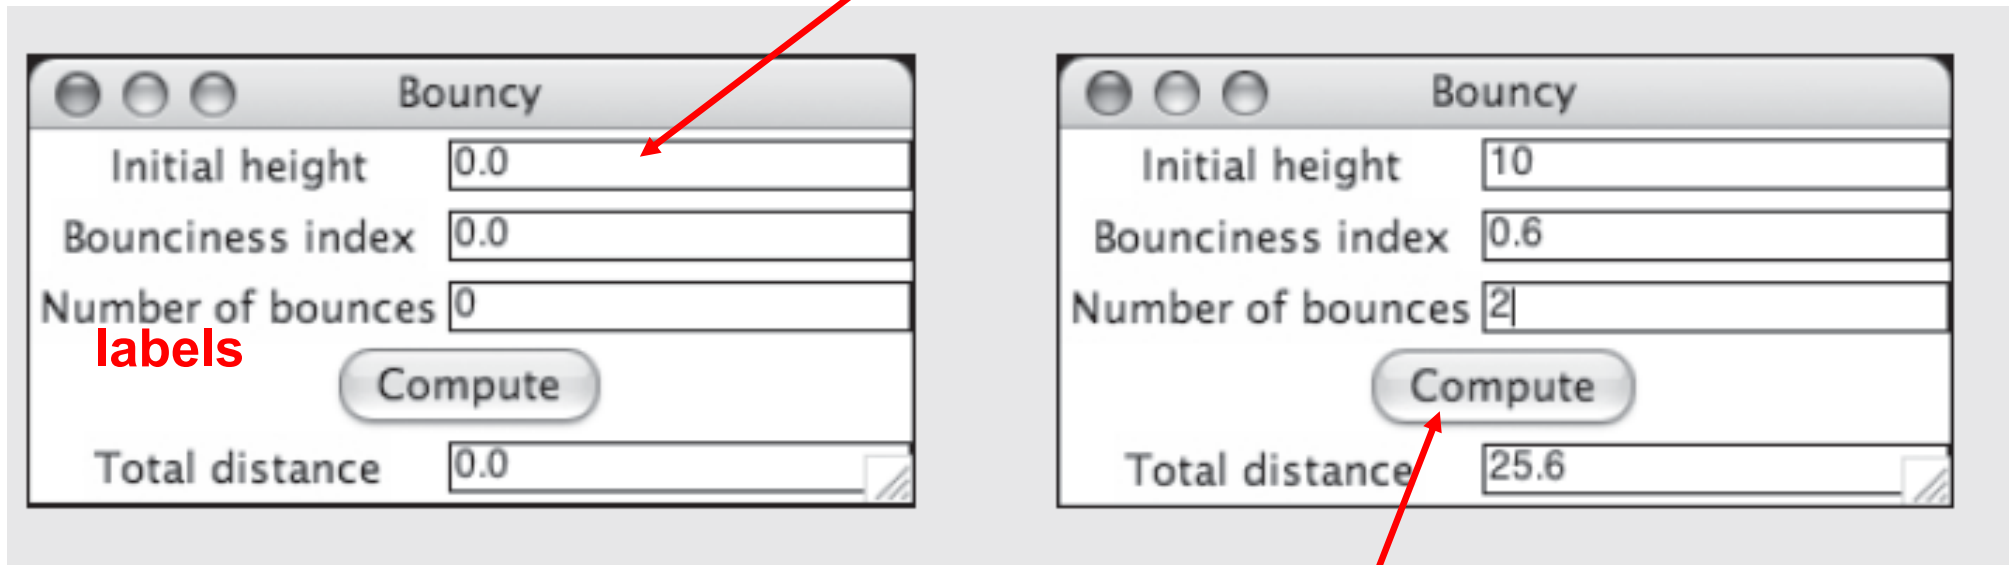 Bouncy
Initial height 0.0
Bounciness index 0.0
Number of bounces 0
labels
Compute
Total distance 0.0
Bouncy
Initial height 10
Bounciness index 0.6
Number of bounces 2
Compute
Total distance 25.6